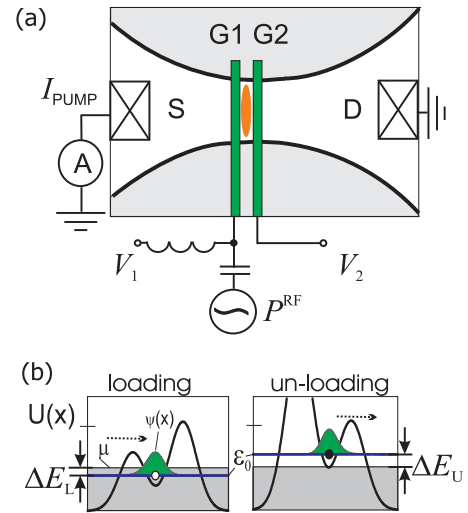 (a)
G1 G2
I_PUMP
S
D
A
V_1
V_2
P^RF
(b)
loading
un-loading
U(x)
ψ(x)
μ
ε_0
ΔE_L
ΔE_U